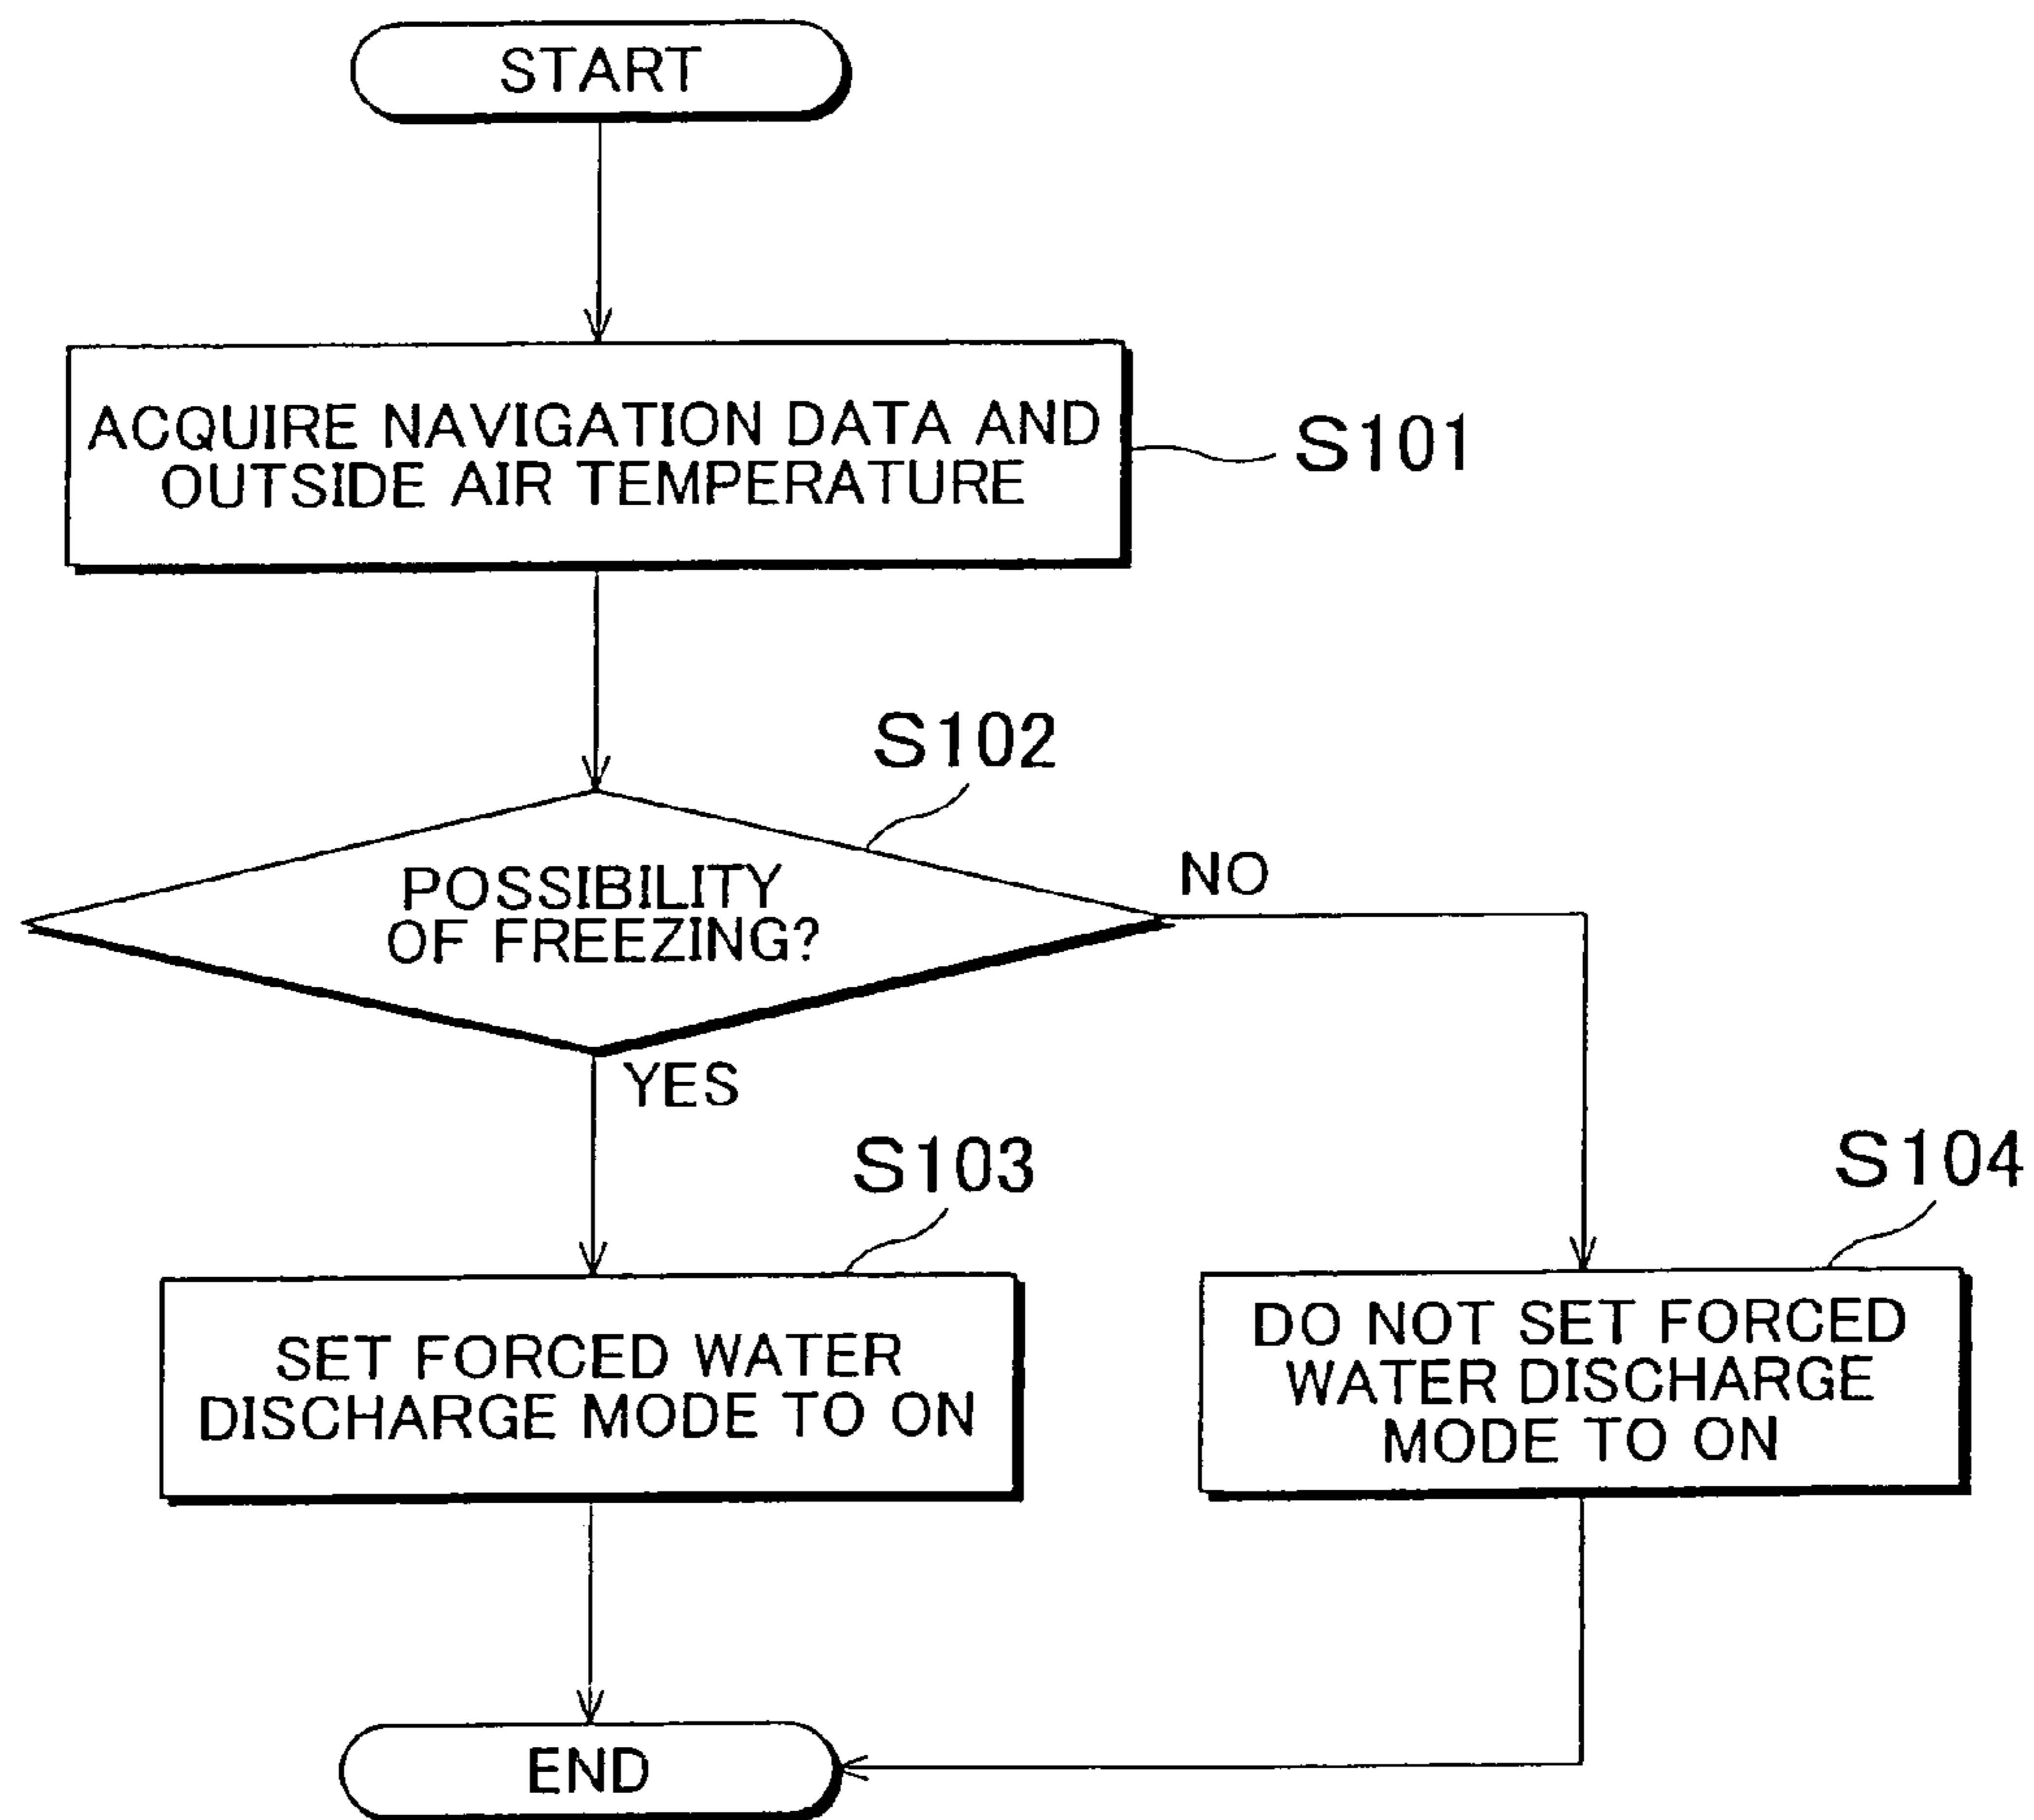 START
ACQUIRE NAVIGATION DATA AND
OUTSIDE AIR TEMPERATURE
S101
S102
POSSIBILITY
OF FREEZING?
NO
YES
S103
SET FORCED WATER
DISCHARGE MODE TO ON
S104
DO NOT SET FORCED
WATER DISCHARGE
MODE TO ON
END